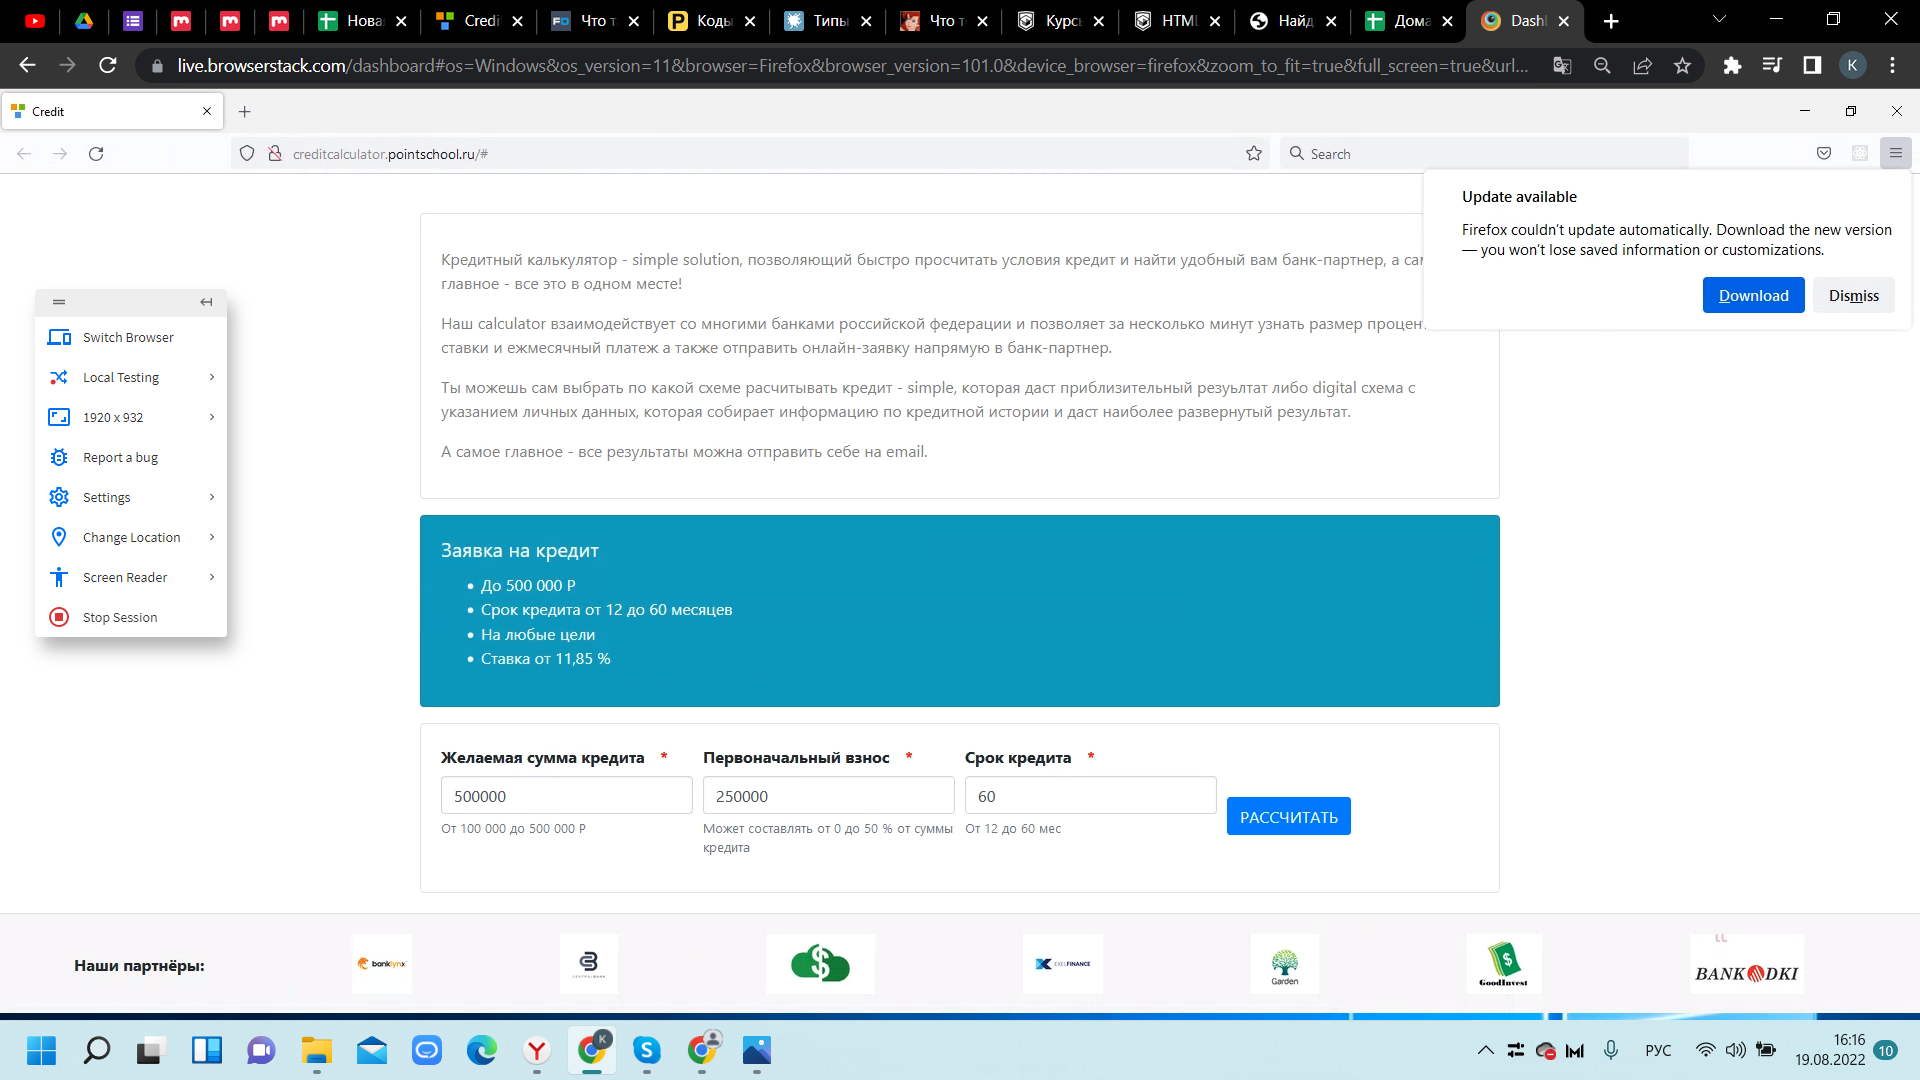 Нова
Credi
Что т
Коды
Типы
Что т
Курсы
HTML
Найд
Дома
Dashl
live.browserstack.com/dashboard#os=Windows&os_version=11&browser=Firefox&browser_version=101.0&device_browser=firefox&zoom_to_fit=true&full_screen=true&url...
K
Credit
creditcalculator.pointschool.ru/#
Search
Update available
Firefox couldn't update automatically. Download the new version
— you won't lose saved information or customizations.
Download
Dismiss
Кредитный калькулятор - simple solution, позволяющий быстро просчитать условия кредит и найти удобный вам банк-партнер, а сам
главное - все это в одном месте!
Наш calculator взаимодействует со многими банками российской федерации и позволяет за несколько минут узнать размер процент
ставки и ежмесячный платеж а также отправить онлайн-заявку напрямую в банк-партнер.
Ты можешь сам выбрать по какой схеме расчитывать кредит - simple, которая даст приблизительный резуьлтат либо digital схема с
указанием личных данных, которая собирает информацию по кредитной истории и даст наиболее развернутый результат.
А самое главное - все результаты можна отправить себе на email.
Switch Browser
Local Testing
1920 x 932
Report a bug
Settings
Change Location
Screen Reader
Stop Session
Заявка на кредит
До 500 000 Р
Срок кредита от 12 до 60 месяцев
На любые цели
Ставка от 11,85 %
Желаемая сумма кредита *
Первоначальный взнос *
Срок кредита *
500000
250000
60
РАССЧИТАТЬ
От 100 000 до 500 000 Р
Может составлять от 0 до 50 % от суммы
кредита
От 12 до 60 мес
Наши партнёры:
banklynx
CENTRALBANK
EXELFINANCE
Garden
GoodInvest
BANK ODKI
РУС
16:16
19.08.2022
10